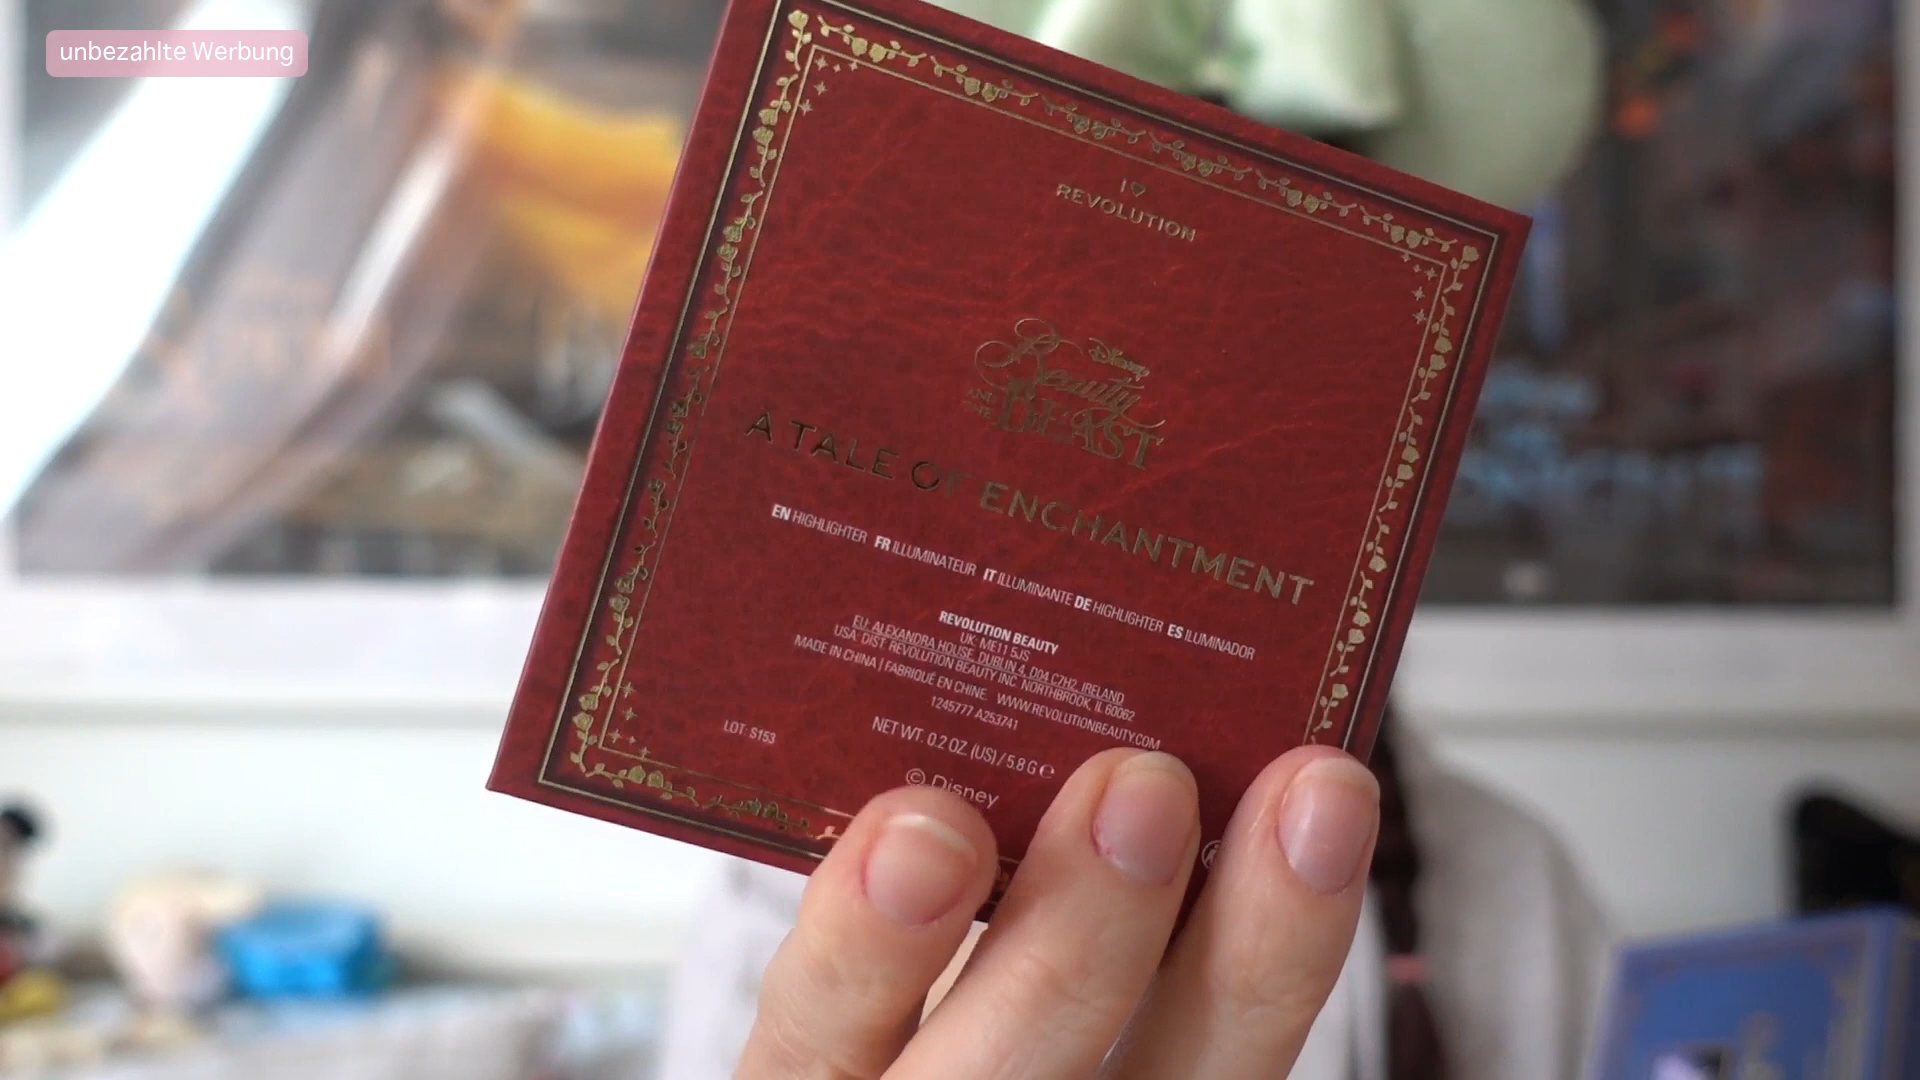 unbezahlte Werbung
I ♡
REVOLUTION
Disney
Beauty
AND THE
BEAST
A TALE OF ENCHANTMENT
EN HIGHLIGHTER FR ILLUMINATEUR IT ILLUMINANTE DE HIGHLIGHTER ES ILUMINADOR
REVOLUTION BEAUTY
UK: ME11 5JS
EU: ALEXANDRA HOUSE, DUBLIN 4, D04 C7H2, IRELAND
USA: DIST. REVOLUTION BEAUTY INC. NORTHBROOK, IL 60062
MADE IN CHINA | FABRIQUÉ EN CHINE. WWW.REVOLUTIONBEAUTY.COM
1245777 A253741
LOT: S153
NET WT. 0.2 OZ. (US) / 5.8 G ℮
© Disney